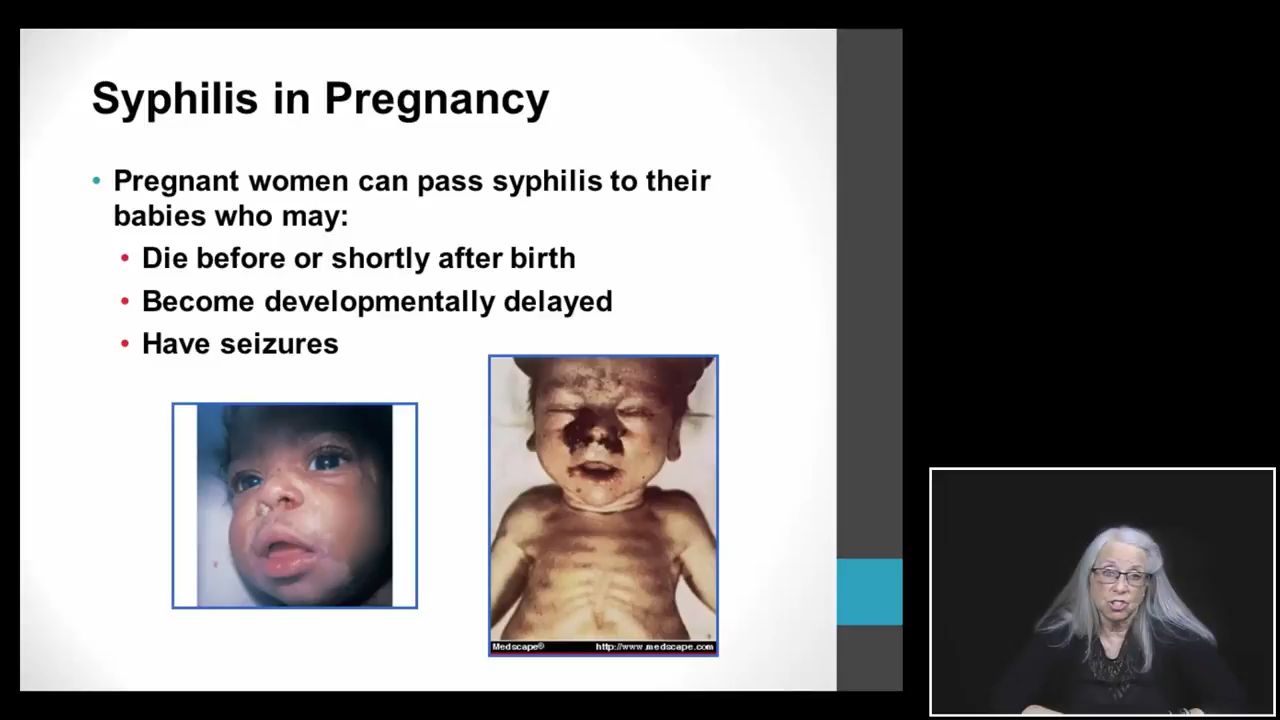 Syphilis in Pregnancy
• Pregnant women can pass syphilis to their
babies who may:
• Die before or shortly after birth
• Become developmentally delayed
• Have seizures
Medscape® http://www.medscape.com